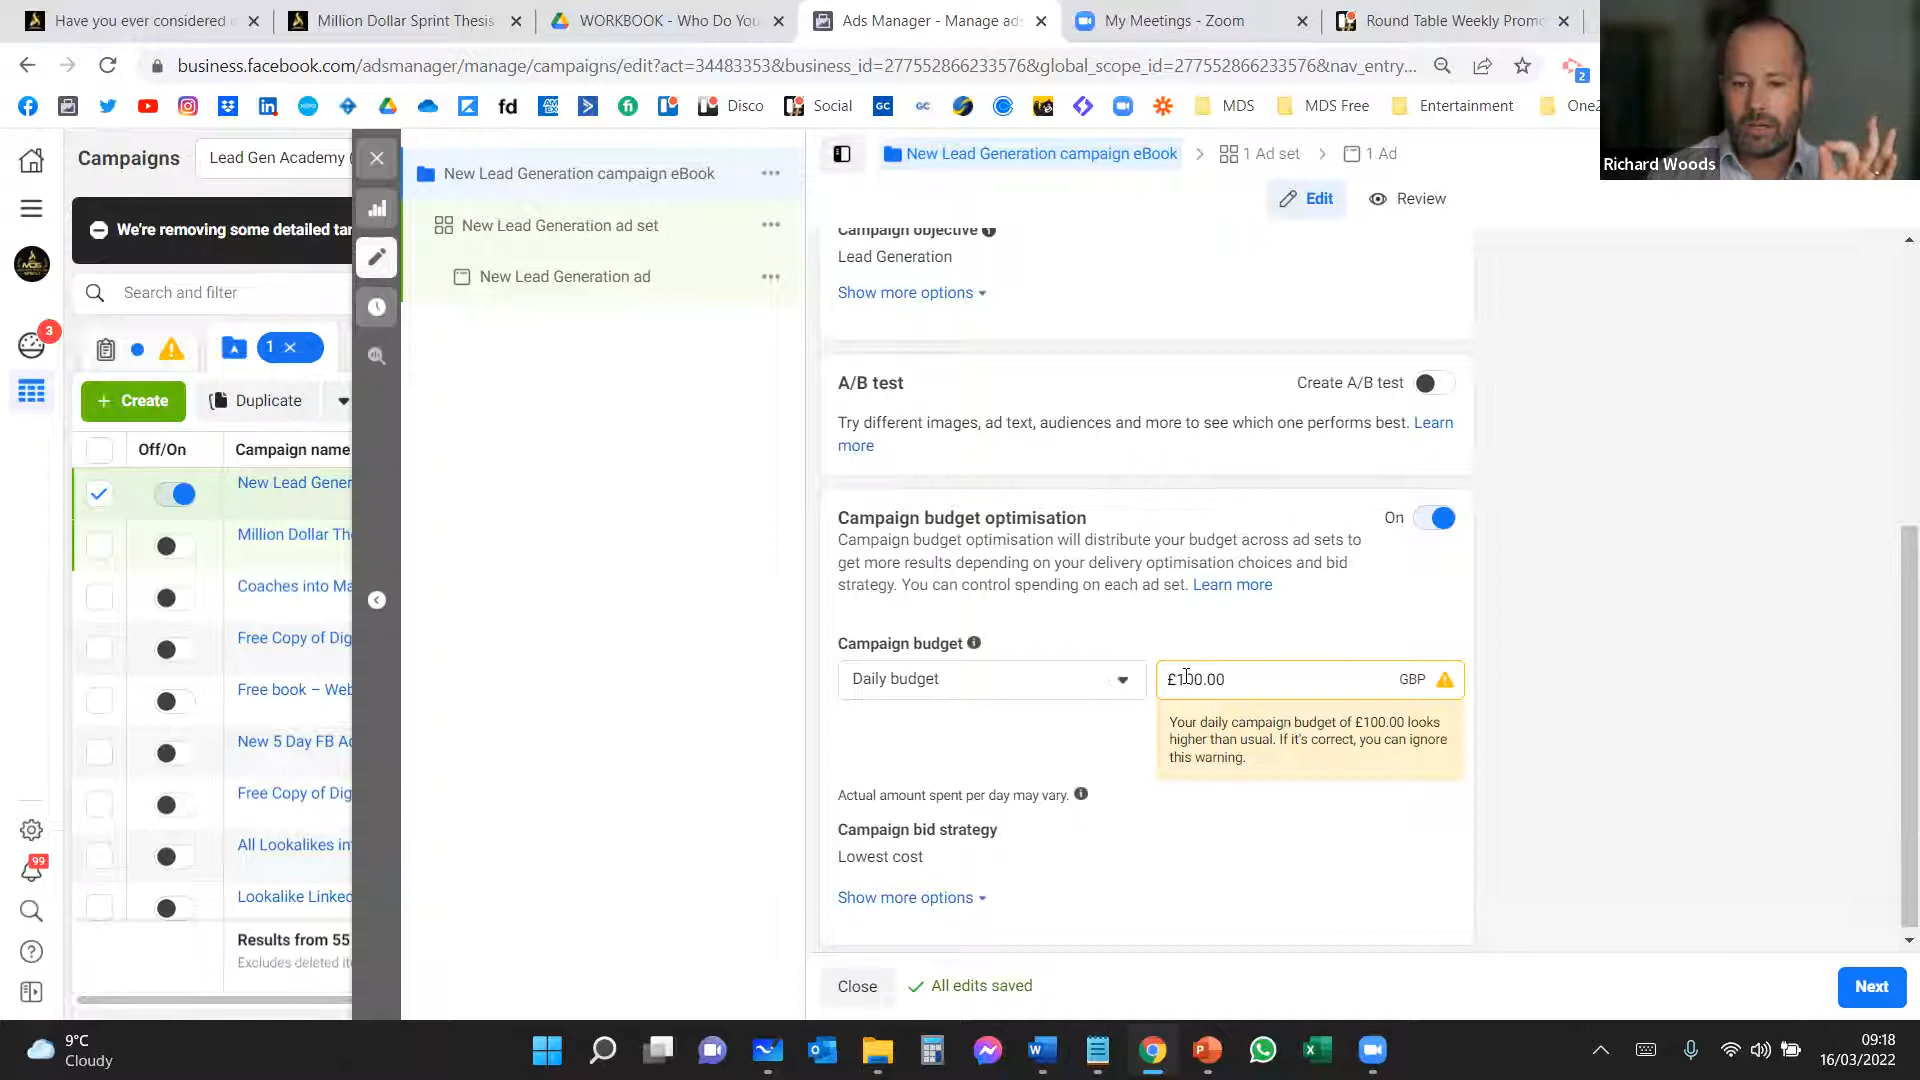 Have you ever considered
Million Dollar Sprint Thesis
WORKBOOK - Who Do You
Ads Manager - Manage ads
My Meetings - Zoom
Round Table Weekly Promo
business.facebook.com/adsmanager/manage/campaigns/edit?act=34483353&business_id=277552866233576&global_scope_id=277552866233576&nav_entry...
2
fd
Disco
Social
GC
GC
MDS
MDS Free
Entertainment
One2
Richard Woods
Campaigns
Lead Gen Academy (
We're removing some detailed tar
Search and filter
3
1
Create
Duplicate
Off/On
Campaign name
New Lead Gener
Million Dollar Th
Coaches into Ma
Free Copy of Dig
Free book – Web
New 5 Day FB Ad
Free Copy of Dig
All Lookalikes in
Lookalike Linked
Results from 55
Excludes deleted it
99
New Lead Generation campaign eBook
New Lead Generation ad set
New Lead Generation ad
New Lead Generation campaign eBook
1 Ad set
1 Ad
Edit
Review
Campaign objective
Lead Generation
Show more options
A/B test
Create A/B test
Try different images, ad text, audiences and more to see which one performs best. Learn
more
Campaign budget optimisation
On
Campaign budget optimisation will distribute your budget across ad sets to
get more results depending on your delivery optimisation choices and bid
strategy. You can control spending on each ad set. Learn more
Campaign budget
Daily budget
£100.00
GBP
Your daily campaign budget of £100.00 looks
higher than usual. If it's correct, you can ignore
this warning.
Actual amount spent per day may vary.
Campaign bid strategy
Lowest cost
Show more options
Close
All edits saved
Next
9°C
Cloudy
09:18
16/03/2022